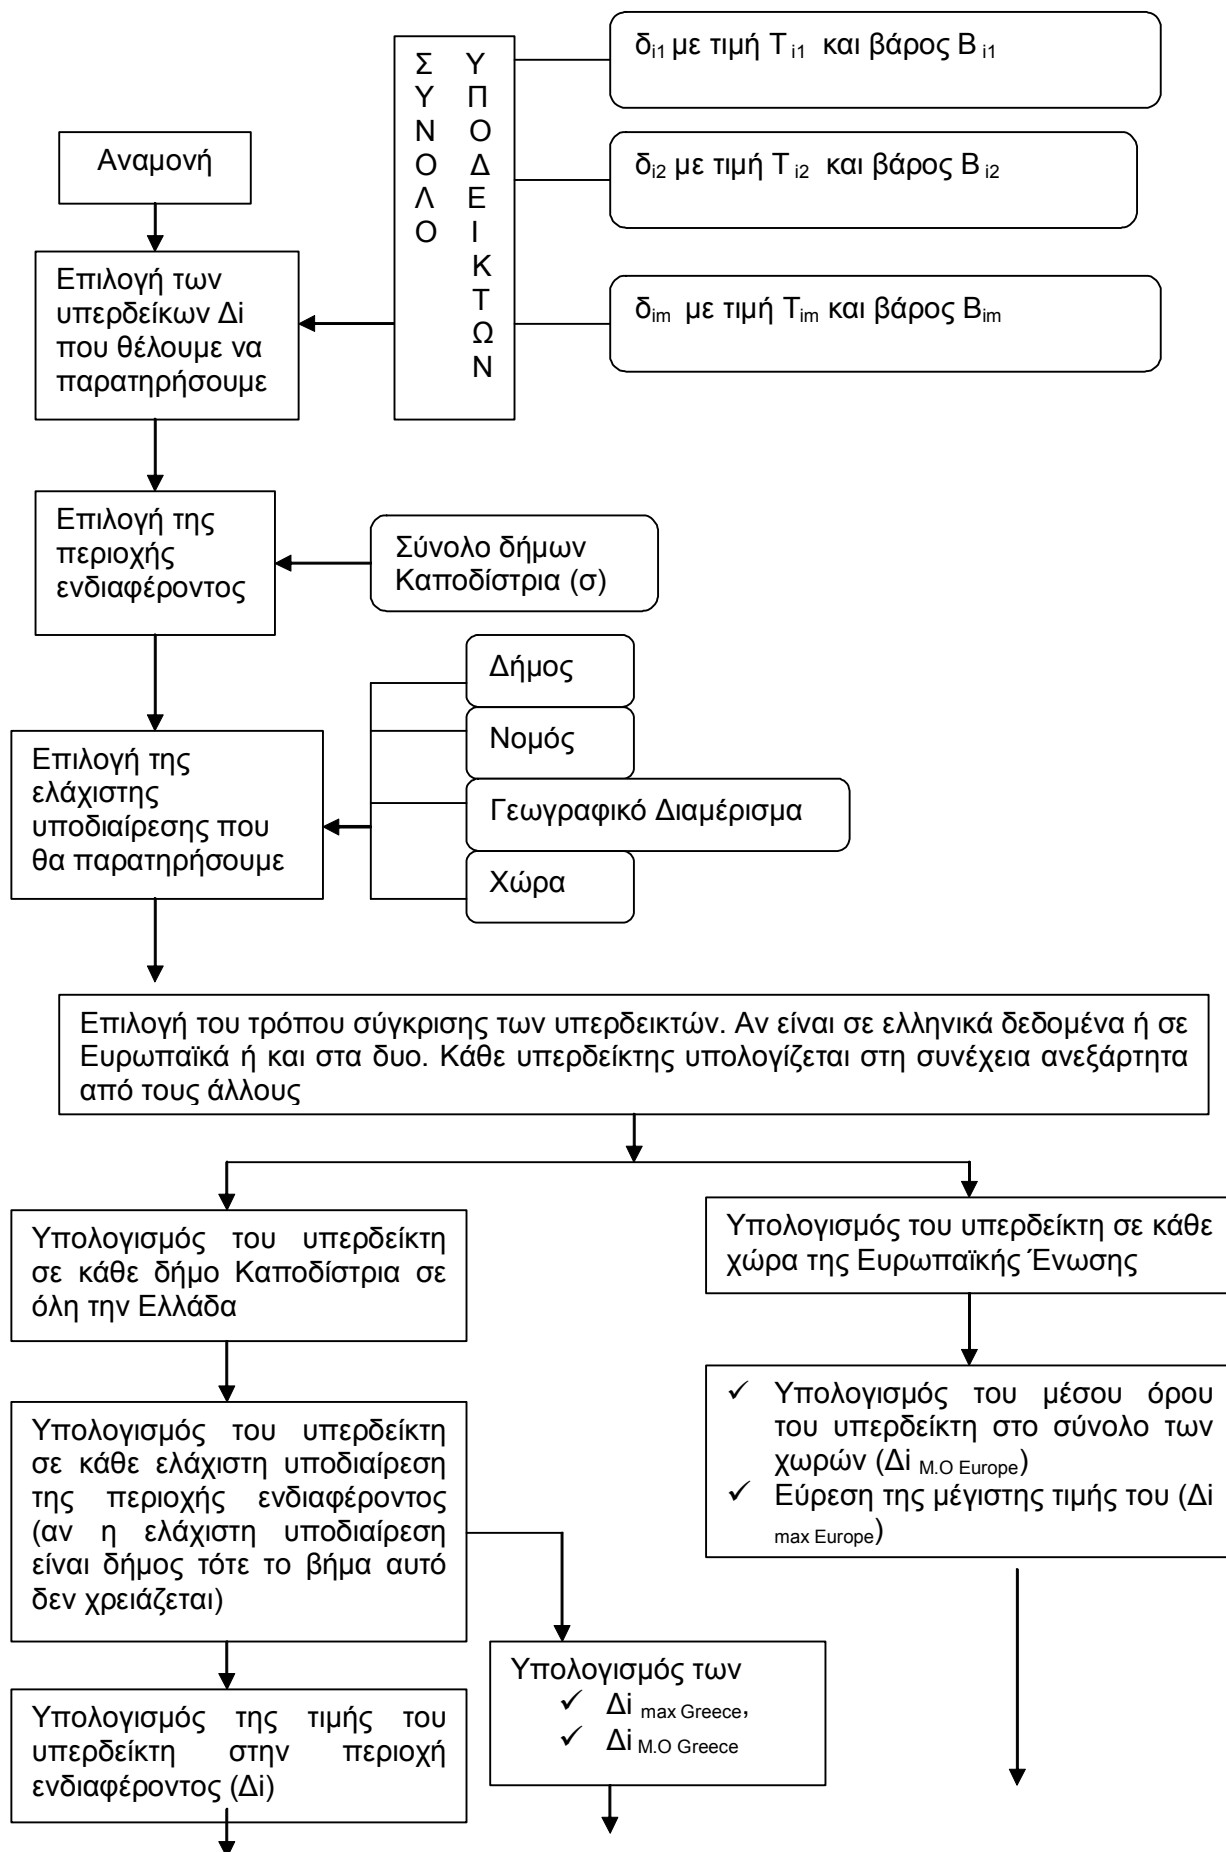 δi1 με τιμή Τ i1 και βάρος Β i1
ΣΥΝΟΛΟ
ΥΠΟΔΕΙΚΤΩΝ
Αναμονή
δi2 με τιμή Τ i2 και βάρος Β i2
Επιλογή των
υπερδείκων Δi
που θέλουμε να
παρατηρήσουμε
δim με τιμή Τim και βάρος Βim
Επιλογή της
περιοχής
ενδιαφέροντος
Σύνολο δήμων
Καποδίστρια (σ)
Δήμος
Νομός
Γεωγραφικό Διαμέρισμα
Χώρα
Επιλογή της
ελάχιστης
υποδιαίρεσης που
θα παρατηρήσουμε
Επιλογή του τρόπου σύγκρισης των υπερδεικτών. Αν είναι σε ελληνικά δεδομένα ή σε
Ευρωπαϊκά ή και στα δυο. Κάθε υπερδείκτης υπολογίζεται στη συνέχεια ανεξάρτητα
από τους άλλους
Υπολογισμός του υπερδείκτη
σε κάθε δήμο Καποδίστρια σε
όλη την Ελλάδα
Υπολογισμός του υπερδείκτη σε κάθε
χώρα της Ευρωπαϊκής Ένωσης
Υπολογισμός του υπερδείκτη
σε κάθε ελάχιστη υποδιαίρεση
της περιοχής ενδιαφέροντος
(αν η ελάχιστη υποδιαίρεση
είναι δήμος τότε το βήμα αυτό
δεν χρειάζεται)
✓ Υπολογισμός του μέσου όρου
του υπερδείκτη στο σύνολο των
χωρών (Δi M.O Europe)
✓ Εύρεση της μέγιστης τιμής του (Δi
max Europe)
Υπολογισμός των
✓ Δi max Greece,
✓ Δi M.O Greece
Υπολογισμός της τιμής του
υπερδείκτη στην περιοχή
ενδιαφέροντος (Δi)